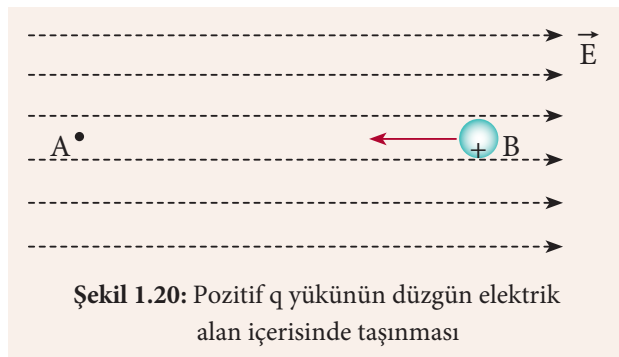 E
A
+ B
Şekil 1.20: Pozitif q yükünün düzgün elektrik
alan içerisinde taşınması